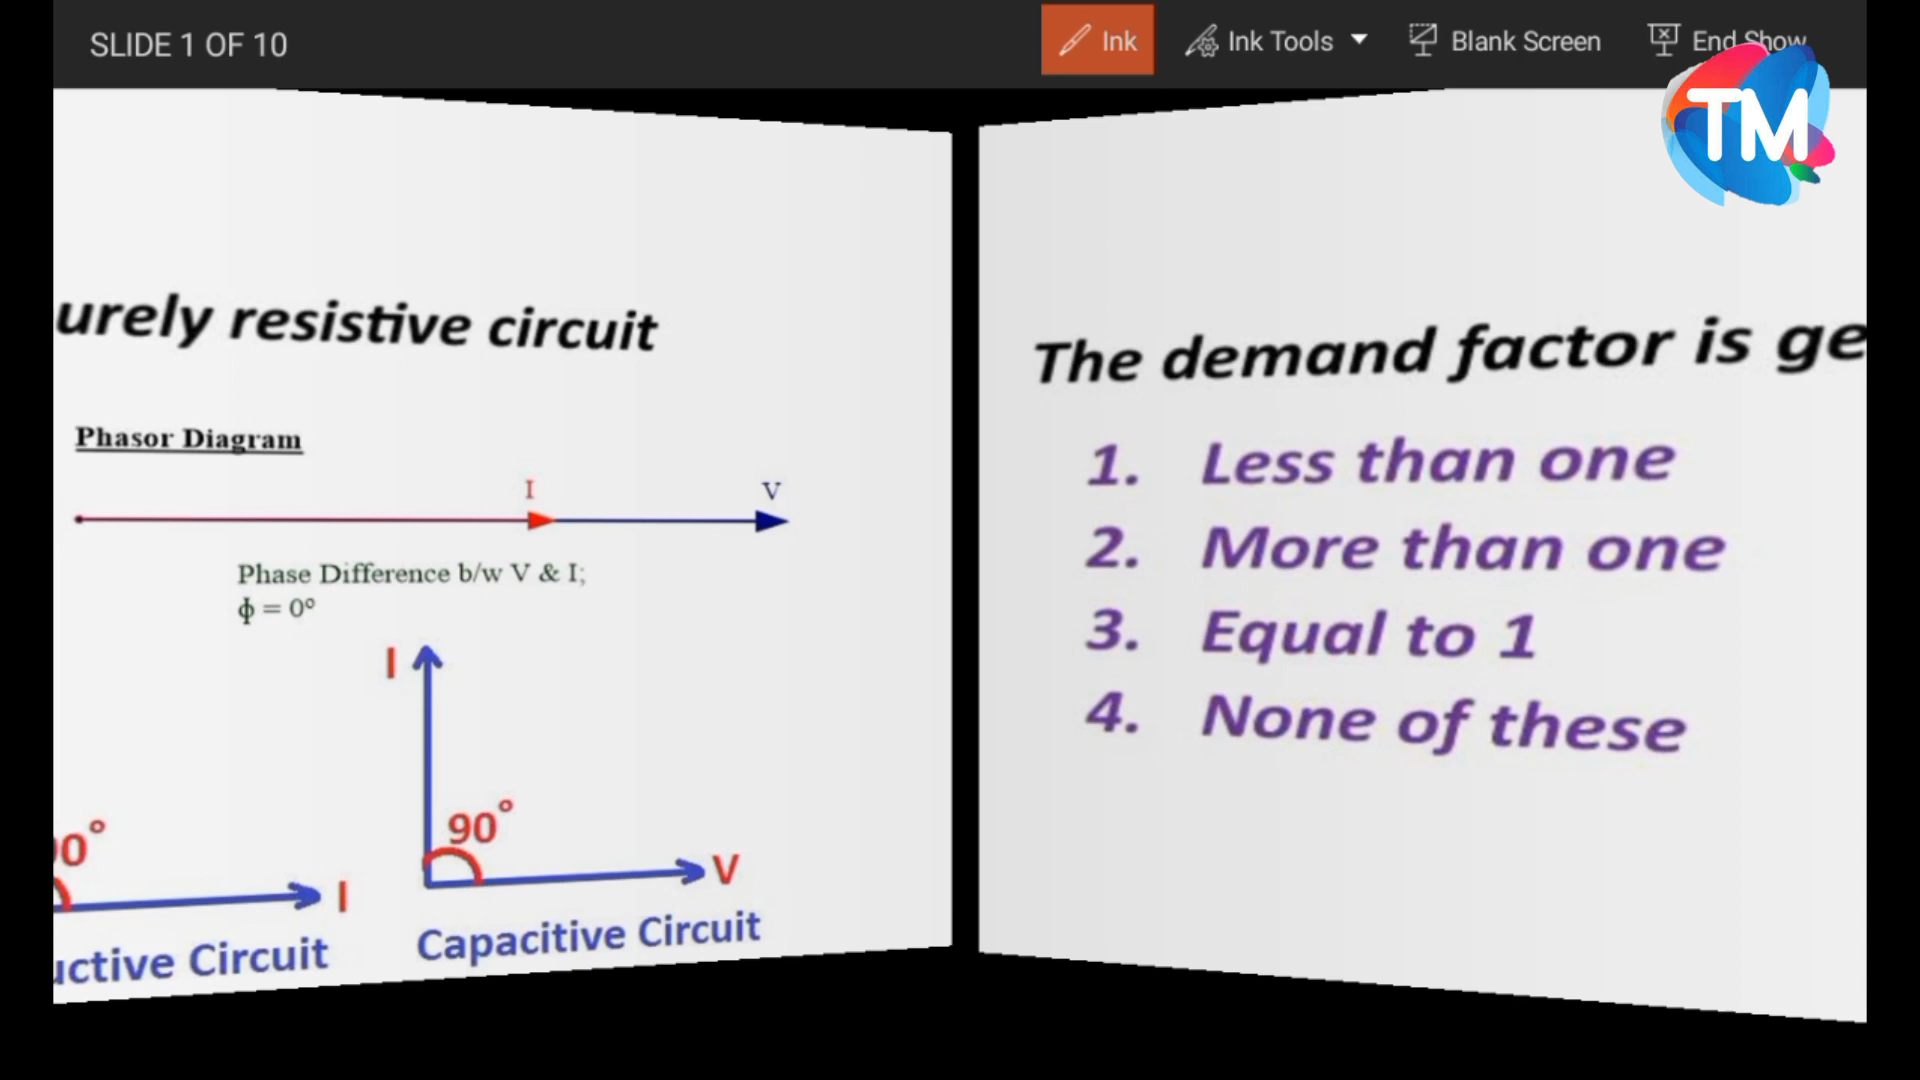 SLIDE 1 OF 10
Ink
Ink Tools
Blank Screen
End Show
TM
urely resistive circuit
Phasor Diagram
I
V
Phase Difference b/w V & I;
ɸ = 0º
I
90°
V
0°
I
uctive Circuit
Capacitive Circuit
The demand factor is ge
1. Less than one
2. More than one
3. Equal to 1
4. None of these